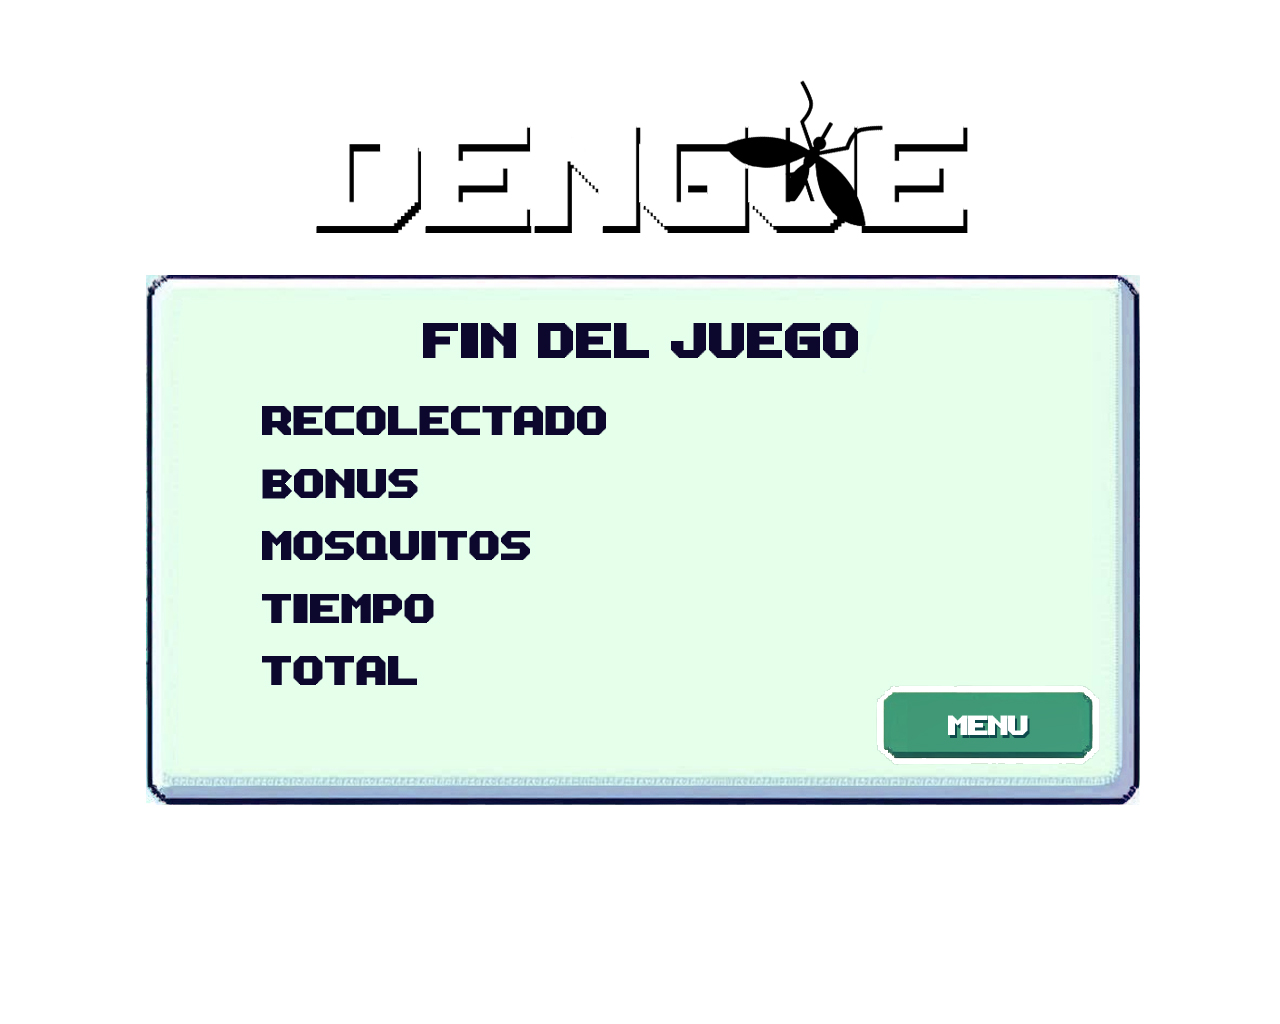 DENGUE
FIN DEL JUEGO
RECOLECTADO
BONUS
MOSQUITOS
TIEMPO
TOTAL
MENU